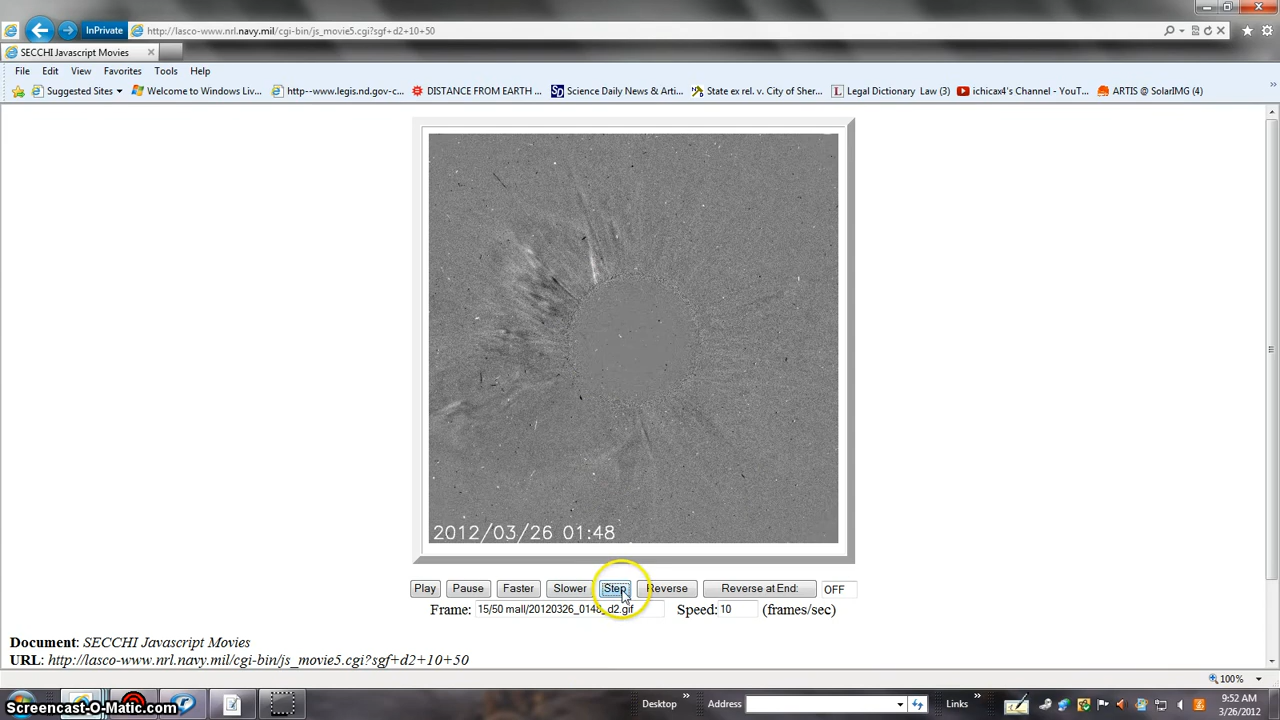 InPrivate
http://lasco-www.nrl.navy.mil/cgi-bin/js_movie5.cgi?sgf+d2+10+50
SECCHI Javascript Movies
File Edit View Favorites Tools Help
Suggested Sites Welcome to Windows Liv... http--www.legis.nd.gov-c... DISTANCE FROM EARTH ... Science Daily News & Arti... State ex rel. v. City of Sher... Legal Dictionary Law (3) ichicax4's Channel - YouT... ARTIS @ SolarIMG (4)
2012/03/26 01:48
Play Pause Faster Slower Step Reverse Reverse at End: OFF
Frame: 15/50 mall/20120326_0148_d2.gif Speed: 10 (frames/sec)
Document: SECCHI Javascript Movies
URL: http://lasco-www.nrl.navy.mil/cgi-bin/js_movie5.cgi?sgf+d2+10+50
100%
Desktop » Address Links »
9:52 AM
3/26/2012
Screencast-O-Matic.com